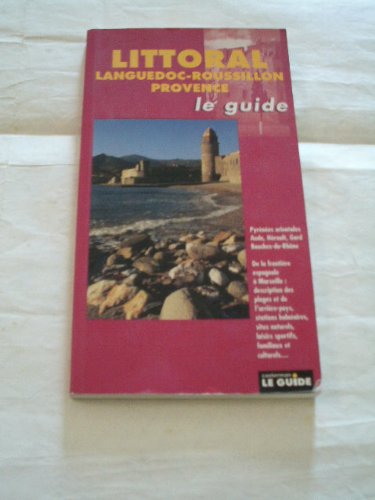 LITTORAL
LANGUEDOC-ROUSSILLON
PROVENCE
le guide
Pyrénées orientales
Aude, Hérault, Gard
Bouches-du-Rhône
De la frontière
espagnole
à Marseille :
description des
plages et de
l'arrière-pays,
stations balnéaires,
sites naturels,
loisirs sportifs,
familiaux et
culturels...
casterman
LE GUIDE